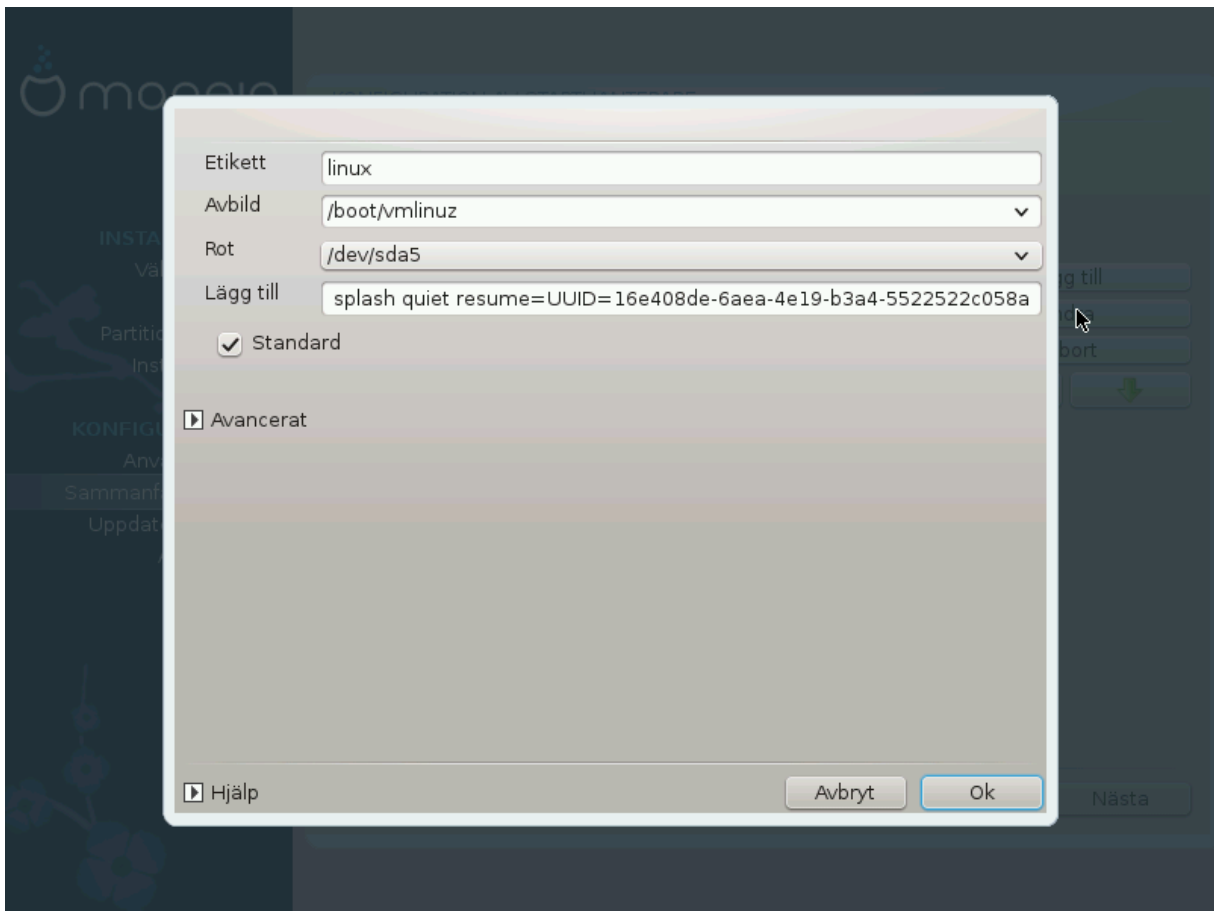 Etikett
linux
Avbild
/boot/vmlinuz
Rot
/dev/sda5
Lägg till
splash quiet resume=UUID=16e408de-6aea-4e19-b3a4-5522522c058a
Standard
Avancerat
Hjälp
Avbryt
Ok
Nästa